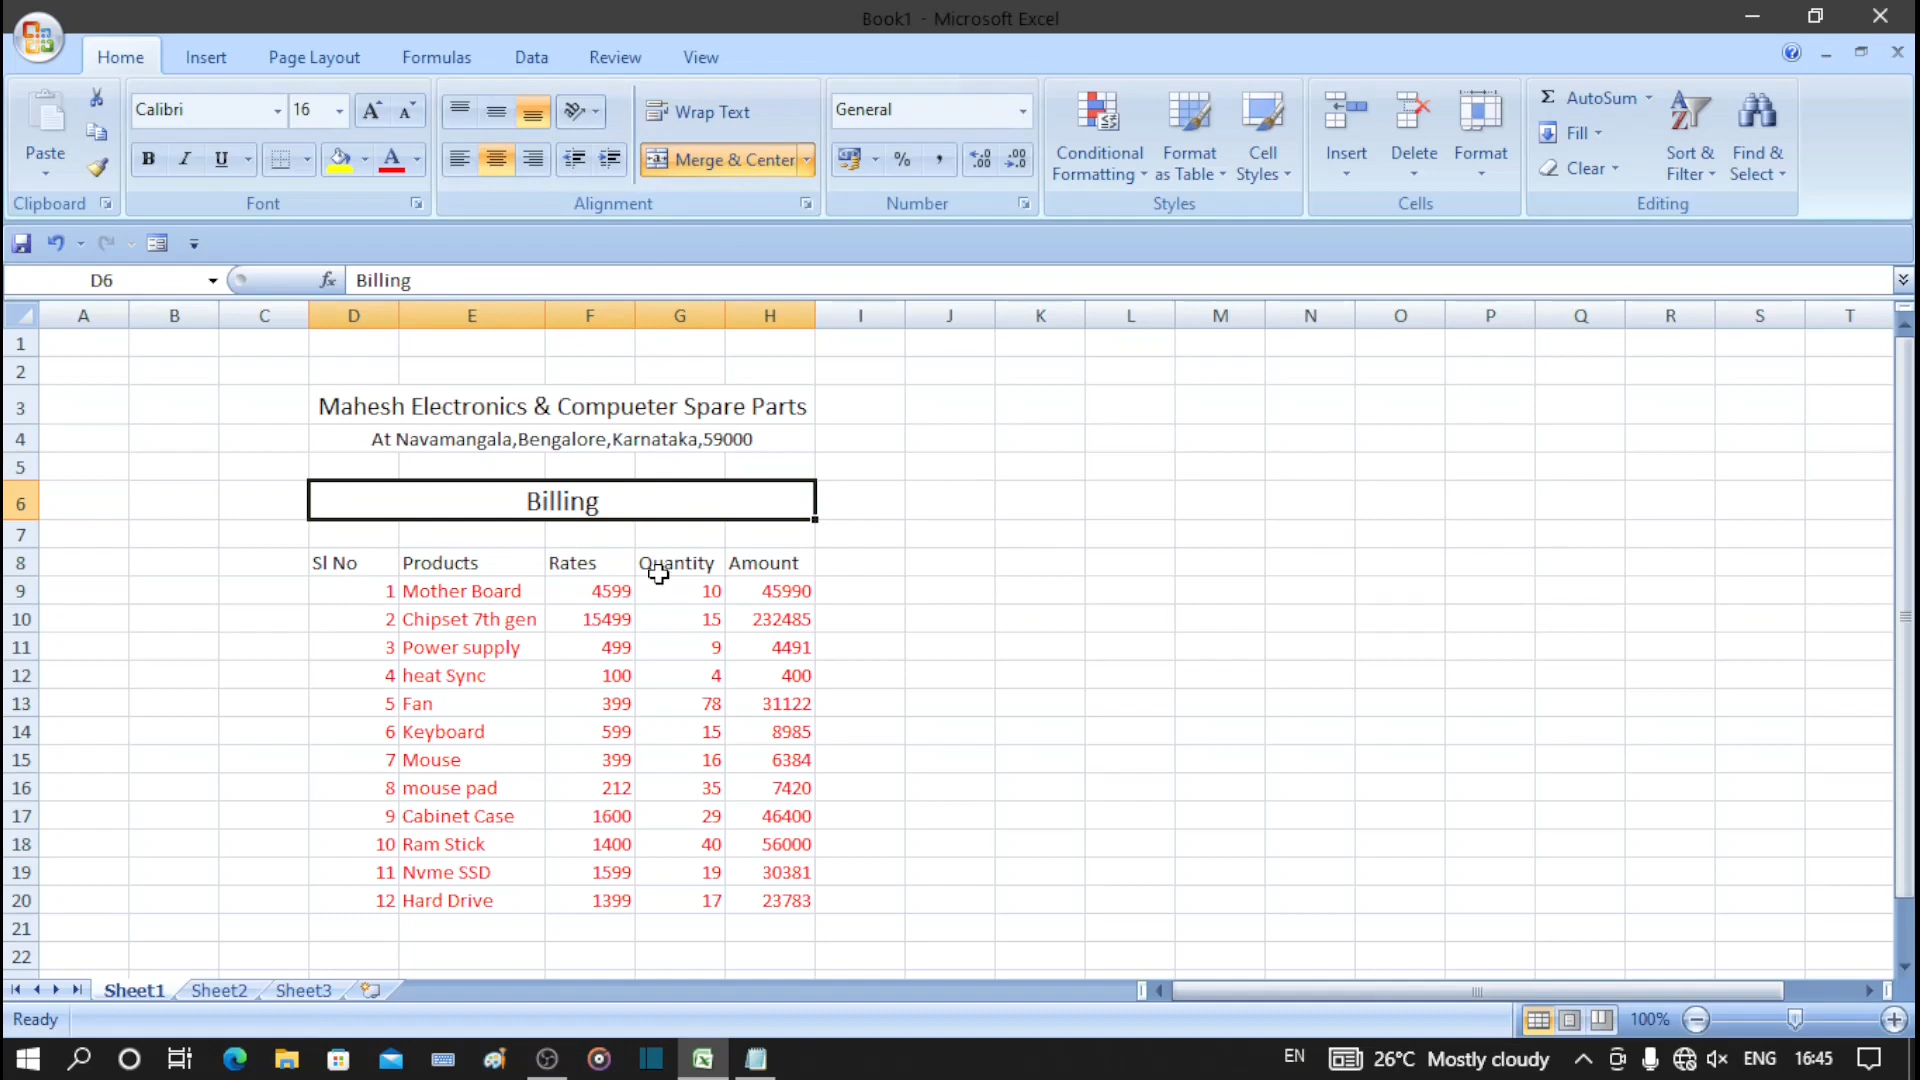 Book1 - Microsoft Excel
Home Insert Page Layout Formulas Data Review View
Paste
Clipboard
Calibri 16
B I U A
Font
Wrap Text
Merge & Center
Alignment
General
% ,
Number
Conditional Formatting
Format as Table
Cell Styles
Styles
Insert Delete Format
Cells
Σ AutoSum
Fill
Clear
Sort & Filter
Find & Select
Editing
D6 fx Billing
A B C D E F G H I J K L M N O P Q R S T
1
2
3 Mahesh Electronics & Compueter Spare Parts
4 At Navamangala,Bengalore,Karnataka,59000
5
6 Billing
7
8 Sl No Products Rates Quantity Amount
9 1 Mother Board 4599 10 45990
10 2 Chipset 7th gen 15499 15 232485
11 3 Power supply 499 9 4491
12 4 heat Sync 100 4 400
13 5 Fan 399 78 31122
14 6 Keyboard 599 15 8985
15 7 Mouse 399 16 6384
16 8 mouse pad 212 35 7420
17 9 Cabinet Case 1600 29 46400
18 10 Ram Stick 1400 40 56000
19 11 Nvme SSD 1599 19 30381
20 12 Hard Drive 1399 17 23783
21
22
Sheet1 Sheet2 Sheet3
Ready 100%
EN 26°C Mostly cloudy ENG 16:45